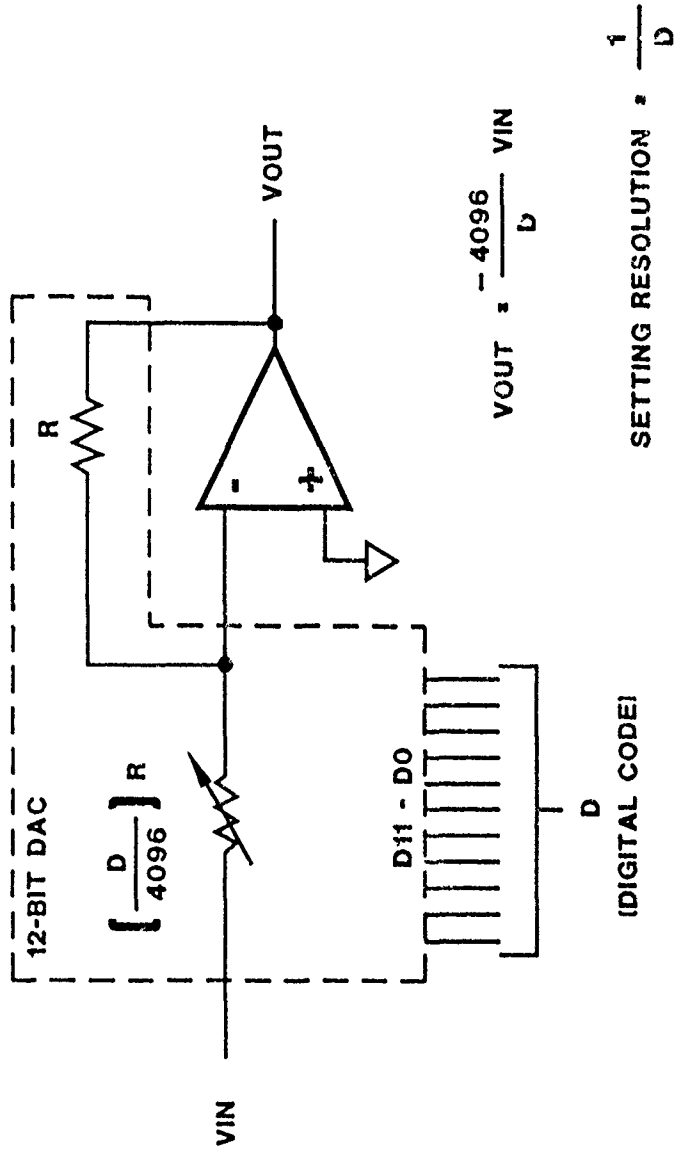 12-BIT DAC
[D/4096] R
R
VIN
-
+
VOUT
D11 - D0
D
[DIGITAL CODE]
VOUT = -4096/D VIN
SETTING RESOLUTION = 1/D